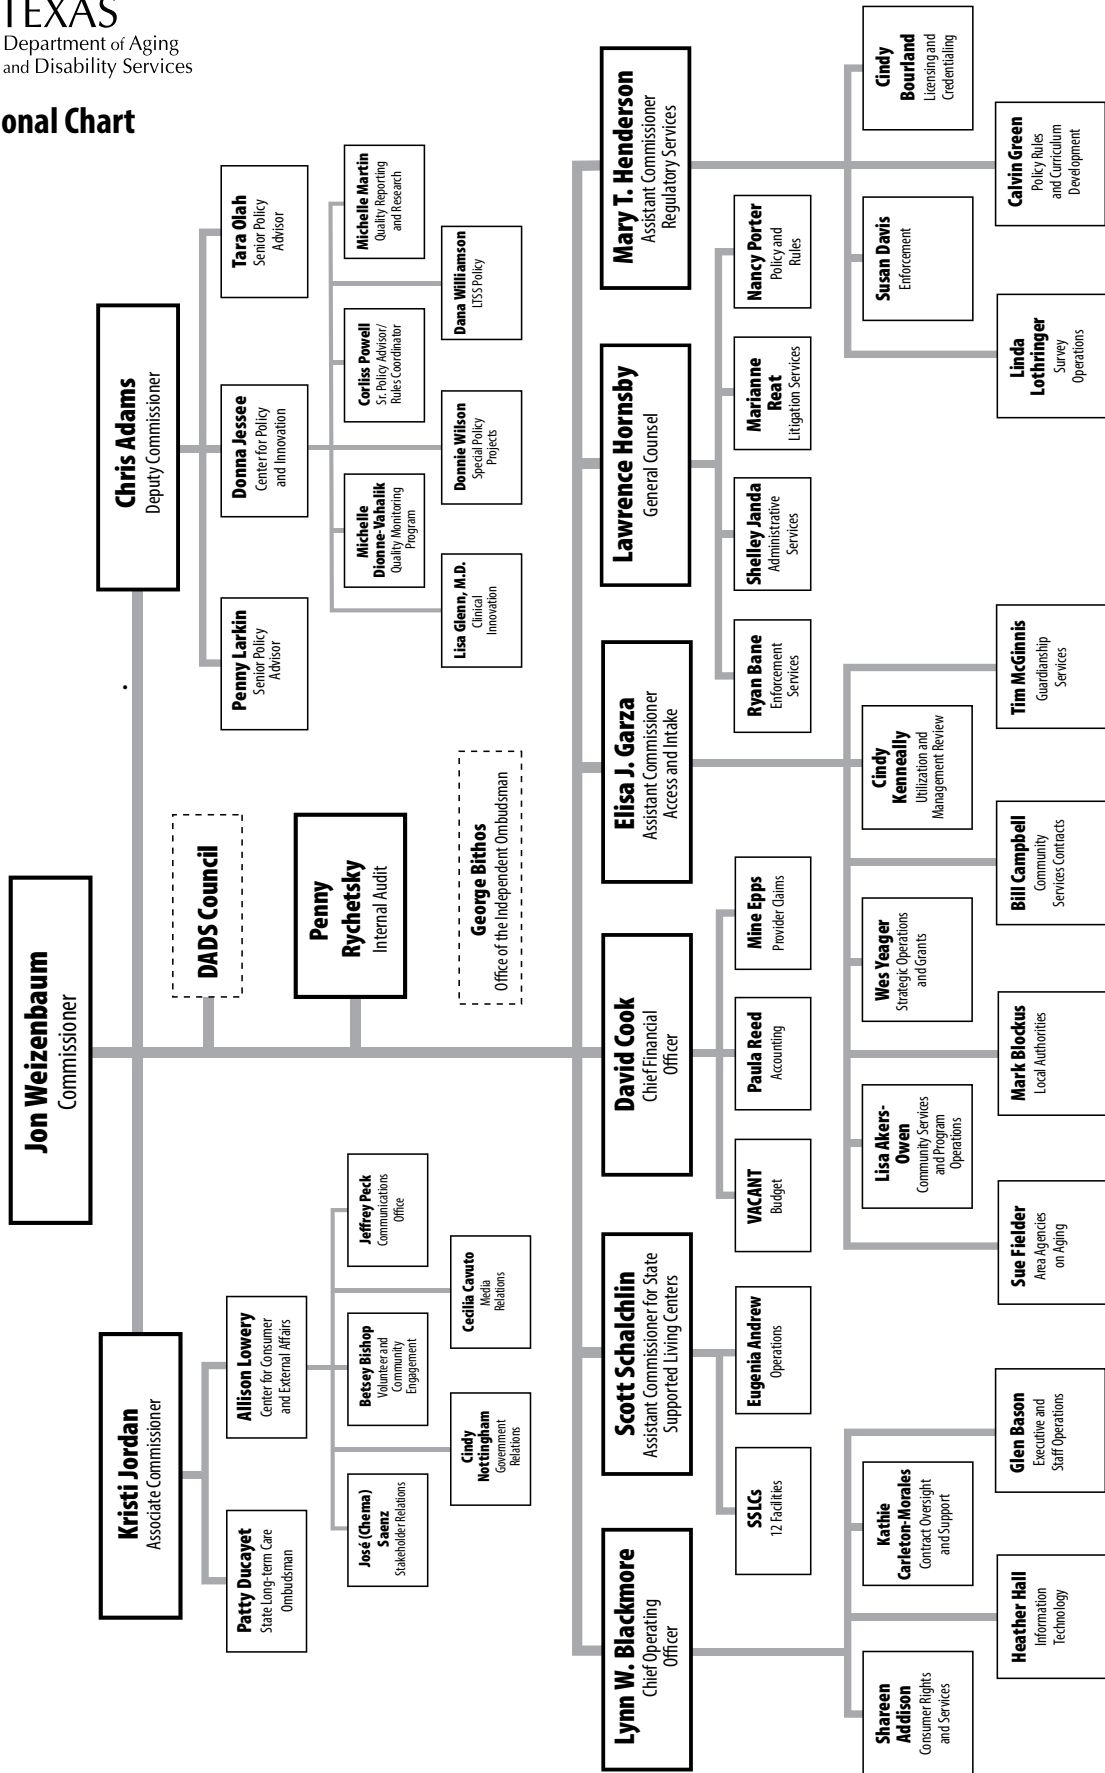 TEXAS
Department of Aging
and Disability Services
onal Chart
Jon Weizenbaum
Commissioner
DADS Council
Penny
Rychetsky
Internal Audit
George Bithos
Office of the Independent Ombudsman
Kristi Jordan
Associate Commissioner
Patty Ducayet
State Long-term Care
Ombudsman
Allison Lowery
Center for Consumer
and External Affairs
José (Chema)
Saenz
Stakeholder Relations
Betsey Bishop
Volunteer and
Community
Engagement
Jeffrey Peck
Communications
Office
Cindy
Nottingham
Government
Relations
Cecilia Cavuto
Media
Relations
Chris Adams
Deputy Commissioner
Penny Larkin
Senior Policy
Advisor
Donna Jessee
Center for Policy
and Innovation
Tara Olah
Senior Policy
Advisor
Michelle
Dionne-Vahalik
Quality Monitoring
Program
Corliss Powell
Sr. Policy Advisor/
Rules Coordinator
Michelle Martin
Quality Reporting
and Research
Lisa Glenn, M.D.
Clinical
Innovation
Donnie Wilson
Special Policy
Projects
Dana Williamson
LTSS Policy
Lynn W. Blackmore
Chief Operating
Officer
Shareen
Addison
Consumer Rights
and Services
Kathie
Carleton-Morales
Contract Oversight
and Support
Heather Hall
Information
Technology
Glen Bason
Executive and
Staff Operations
Scott Schalchlin
Assistant Commissioner for State
Supported Living Centers
SSLCs
12 Facilities
Eugenia Andrew
Operations
David Cook
Chief Financial
Officer
VACANT
Budget
Paula Reed
Accounting
Mine Epps
Provider Claims
Elisa J. Garza
Assistant Commissioner
Access and Intake
Lisa Akers-
Owen
Community Services
and Program
Operations
Wes Yeager
Strategic Operations
and Grants
Cindy
Kenneally
Utilization and
Management Review
Sue Fielder
Area Agencies
on Aging
Mark Blockus
Local Authorities
Bill Campbell
Community
Services Contracts
Tim McGinnis
Guardianship
Services
Lawrence Hornsby
General Counsel
Ryan Bane
Enforcement
Services
Shelley Janda
Administrative
Services
Marianne
Reat
Litigation Services
Nancy Porter
Policy and
Rules
Mary T. Henderson
Assistant Commissioner
Regulatory Services
Susan Davis
Enforcement
Cindy
Bourland
Licensing and
Credentialing
Linda
Lothringer
Survey
Operations
Calvin Green
Policy Rules
and Curriculum
Development